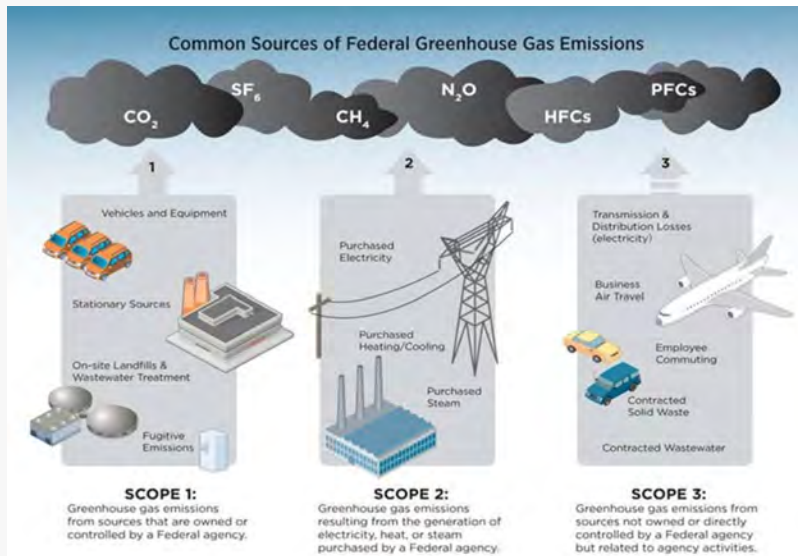 Common Sources of Federal Greenhouse Gas Emissions
CO₂
SF₆
CH₄
N₂O
HFCs
PFCs
1
Vehicles and Equipment
Stationary Sources
On-site Landfills &
Wastewater Treatment
Fugitive
Emissions
SCOPE 1:
Greenhouse gas emissions
from sources that are owned or
controlled by a Federal agency.
2
Purchased
Electricity
Purchased
Heating/Cooling
Purchased
Steam
SCOPE 2:
Greenhouse gas emissions
resulting from the generation of
electricity, heat, or steam
purchased by a Federal agency.
3
Transmission &
Distribution Losses
(electricity)
Business
Air Travel
Employee
Commuting
Contracted
Solid Waste
Contracted Wastewater
SCOPE 3:
Greenhouse gas emissions from
sources not owned or directly
controlled by a Federal agency
but related to agency activities.